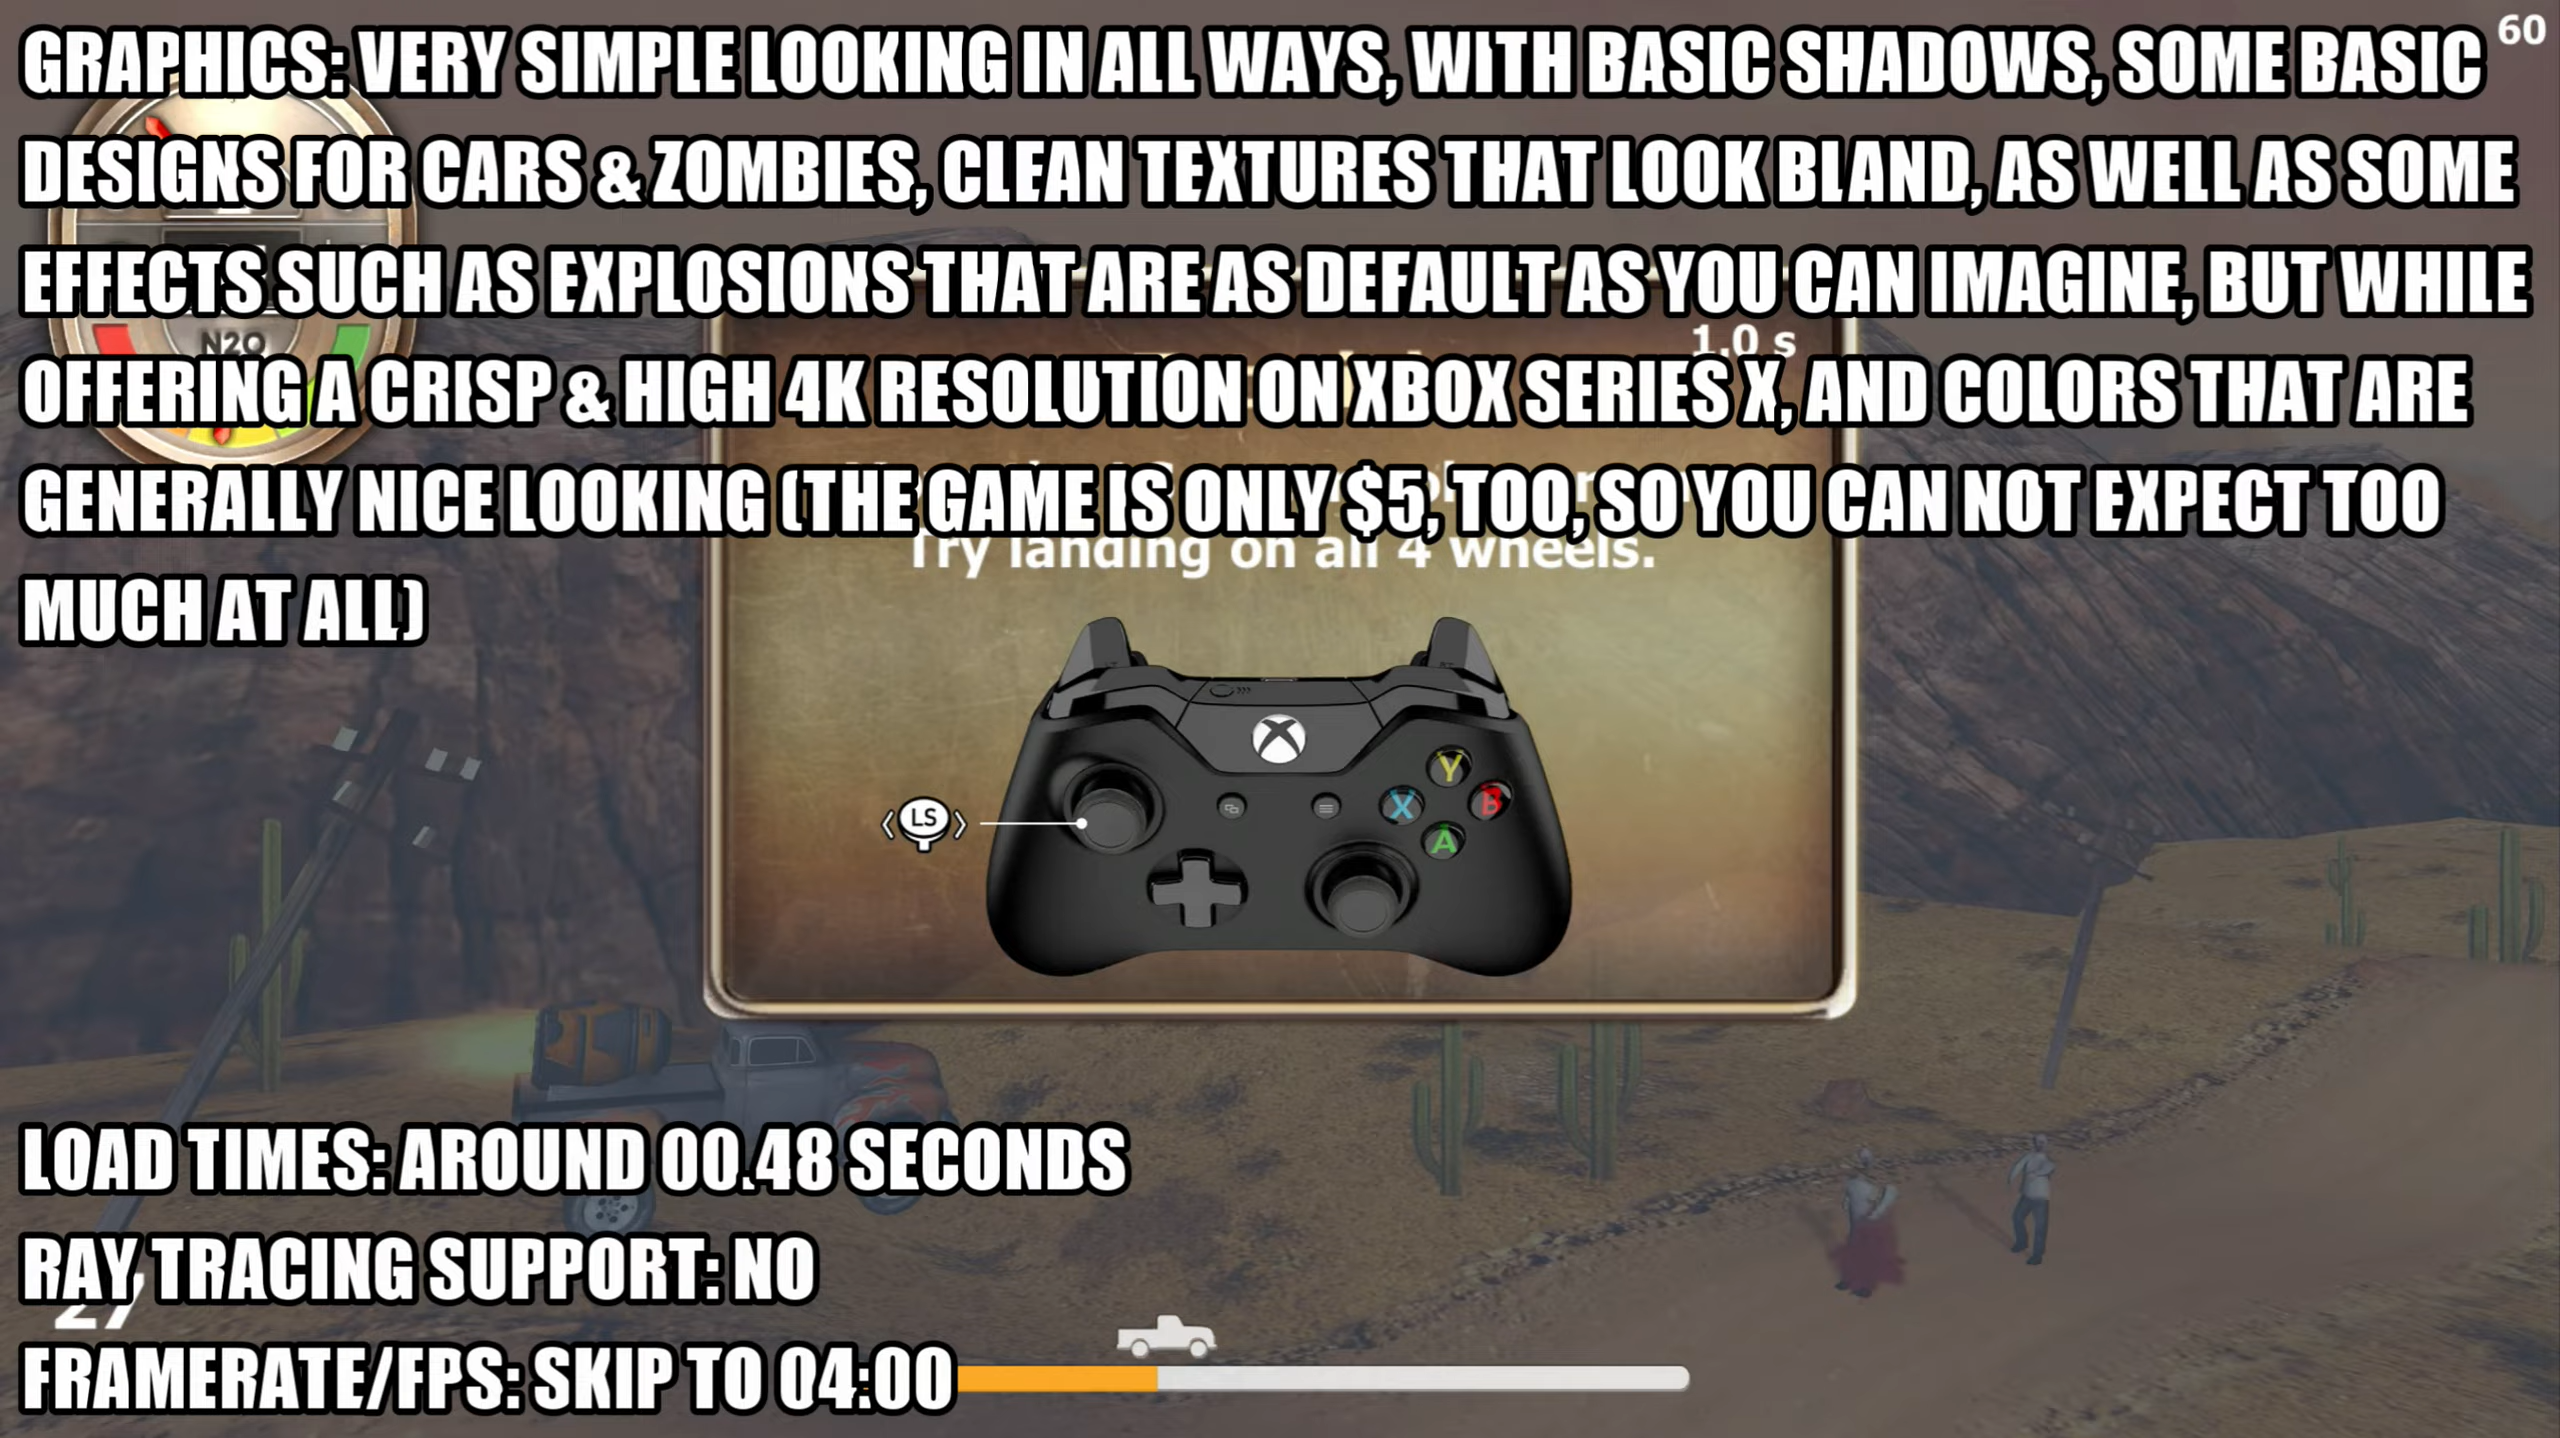 GRAPHICS: VERY SIMPLE LOOKING IN ALL WAYS, WITH BASIC SHADOWS, SOME BASIC
60
DESIGNS FOR CARS & ZOMBIES, CLEAN TEXTURES THAT LOOK BLAND, AS WELL AS SOME
EFFECTS SUCH AS EXPLOSIONS THAT ARE AS DEFAULT AS YOU CAN IMAGINE, BUT WHILE
N2O
1.0 s
OFFERING A CRISP & HIGH 4K RESOLUTION ON XBOX SERIES X, AND COLORS THAT ARE
GENERALLY NICE LOOKING (THE GAME IS ONLY $5, TOO, SO YOU CAN NOT EXPECT TOO
Try landing on all 4 wheels.
MUCH AT ALL)
Y
X
B
A
LS
LOAD TIMES: AROUND 00.48 SECONDS
RAY TRACING SUPPORT: NO
FRAMERATE/FPS: SKIP TO 04:00